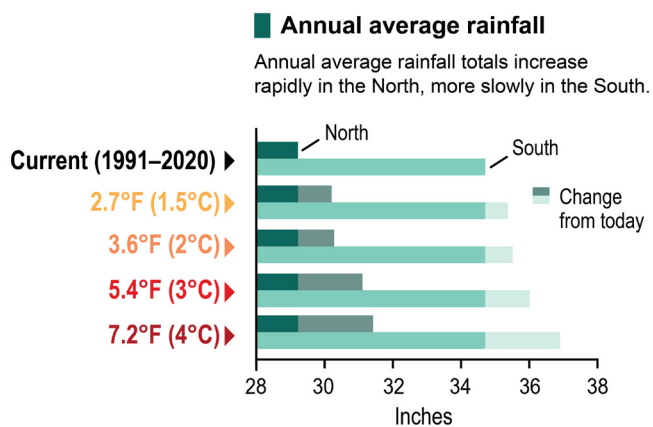 Annual average rainfall
Annual average rainfall totals increase
rapidly in the North, more slowly in the South.
North
Current (1991–2020)
South
2.7°F (1.5°C)
Change
from today
3.6°F (2°C)
5.4°F (3°C)
7.2°F (4°C)
28 30 32 34 36 38
Inches